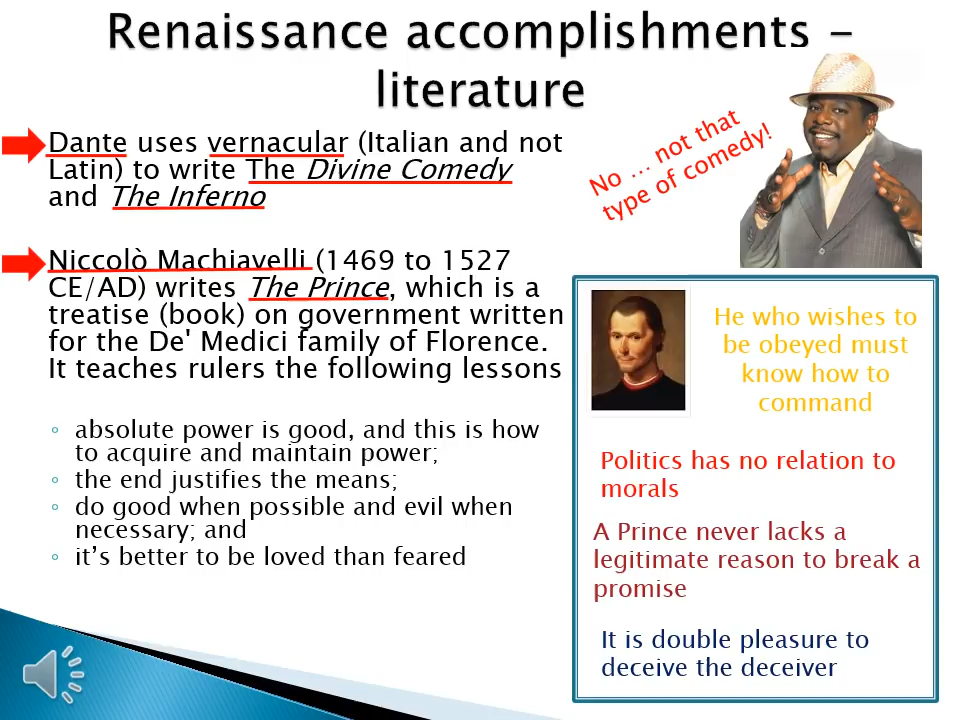 Renaissance accomplishments –
literature
Dante uses vernacular (Italian and not
Latin) to write The Divine Comedy
and The Inferno
No ... not that
type of comedy!
Niccolò Machiavelli (1469 to 1527
CE/AD) writes The Prince, which is a
treatise (book) on government written
for the De' Medici family of Florence.
It teaches rulers the following lessons
◦ absolute power is good, and this is how
to acquire and maintain power;
◦ the end justifies the means;
◦ do good when possible and evil when
necessary; and
◦ it's better to be loved than feared
He who wishes to
be obeyed must
know how to
command
Politics has no relation to
morals
A Prince never lacks a
legitimate reason to break a
promise
It is double pleasure to
deceive the deceiver